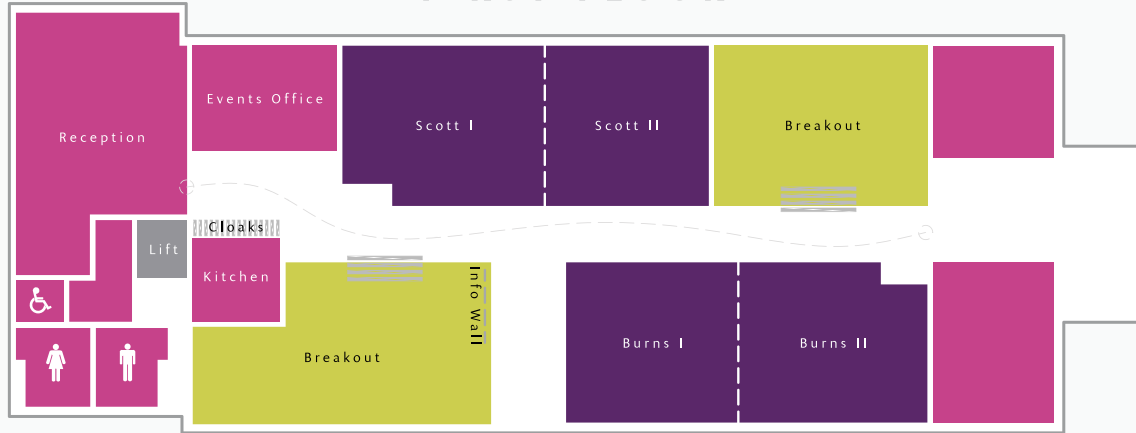 Reception
Events Office
Scott I
Scott II
Breakout
Lift
Cloaks
Kitchen
Info Wall
Breakout
Burns I
Burns II